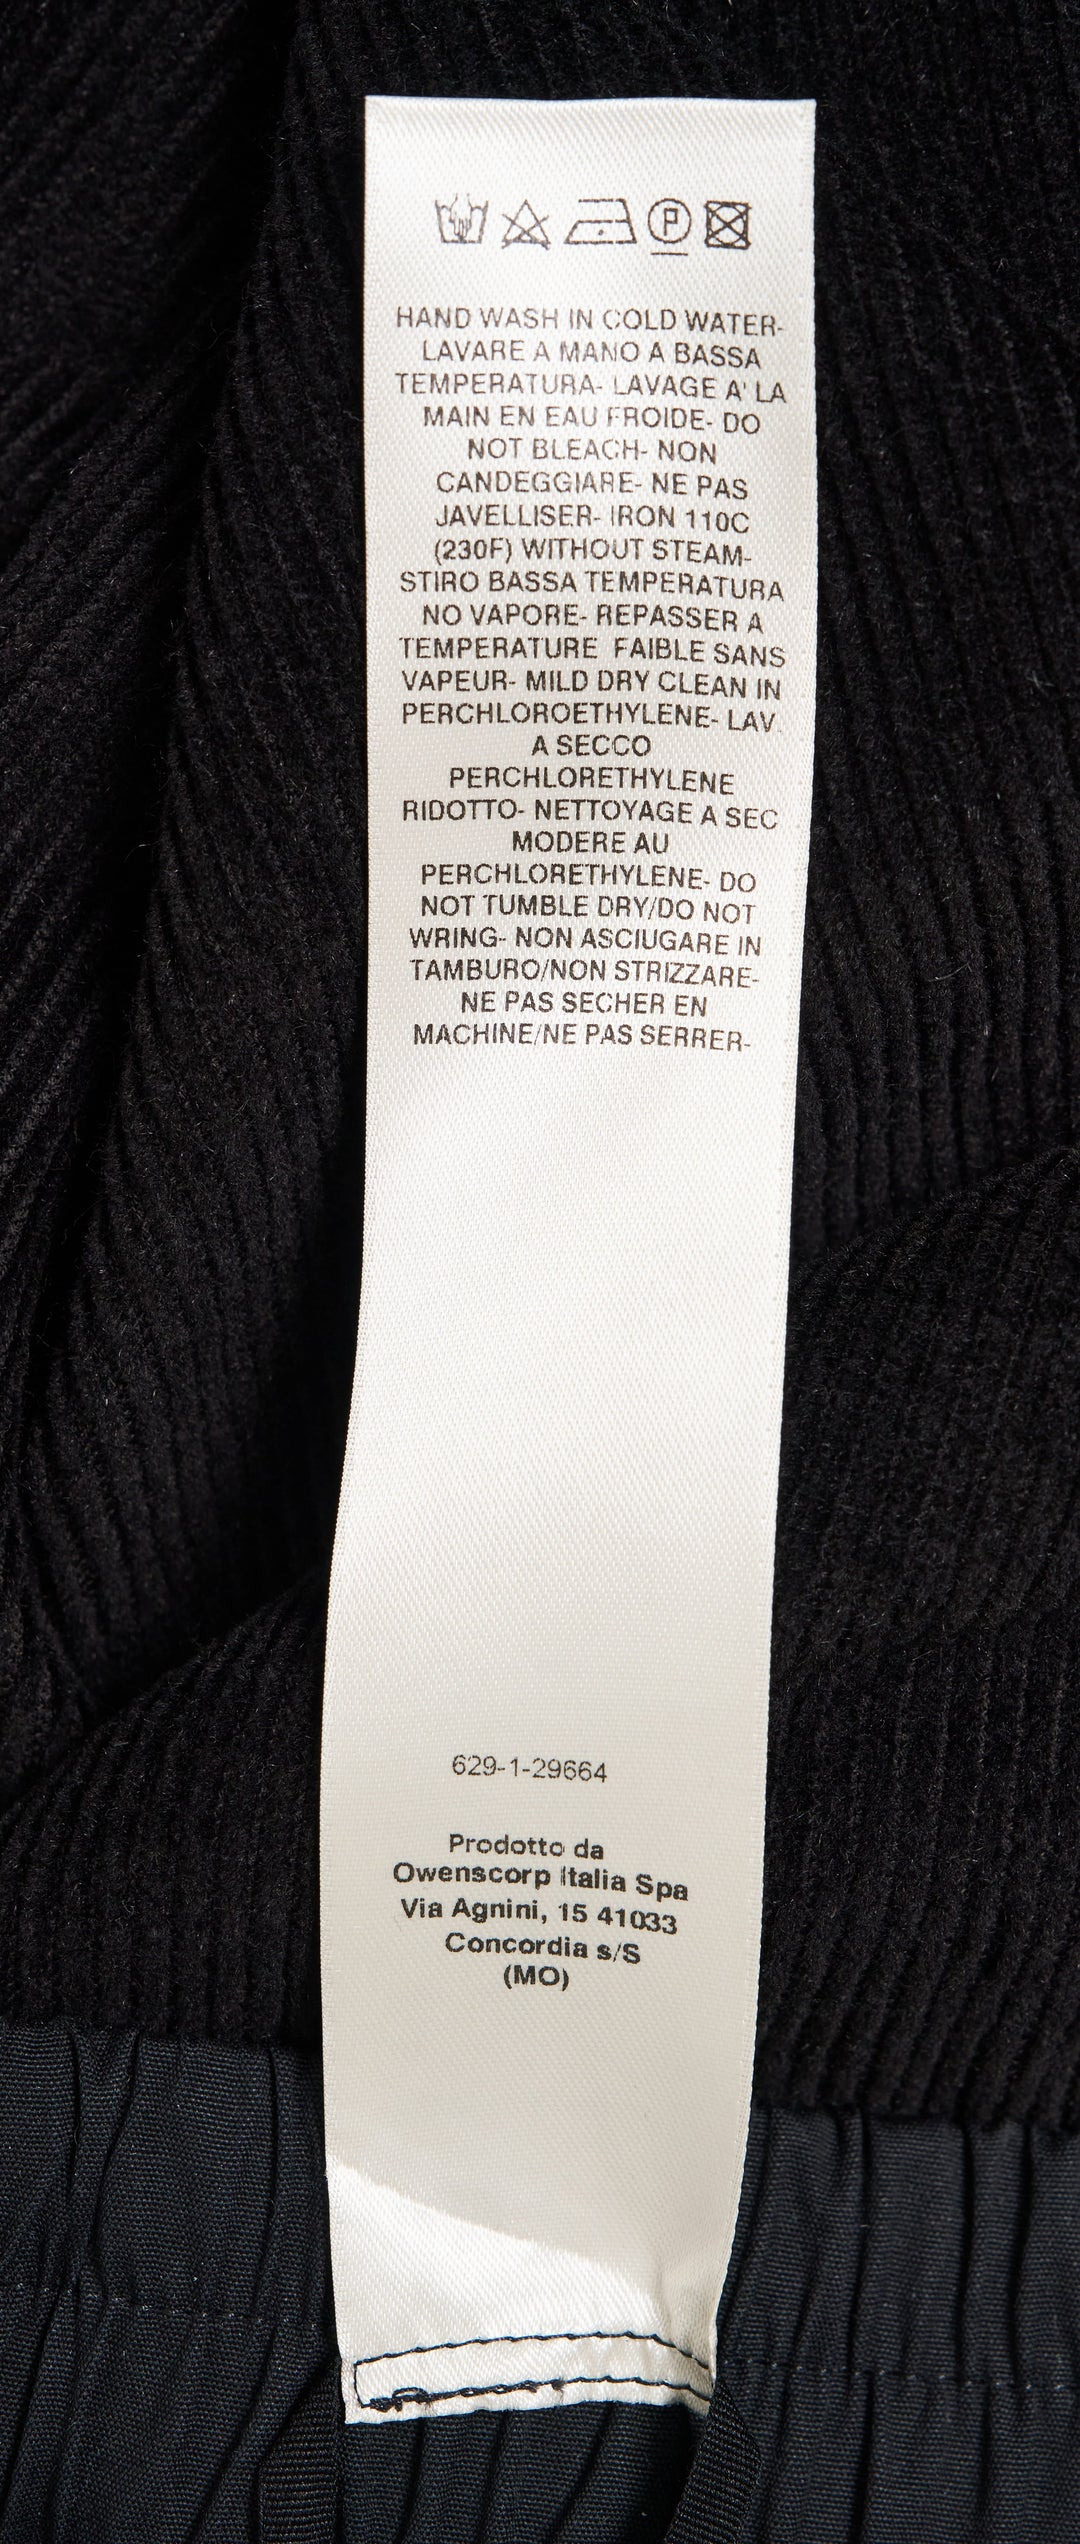 HAND WASH IN COLD WATER-
LAVARE A MANO A BASSA
TEMPERATURA- LAVAGE A' LA
MAIN EN EAU FROIDE- DO
NOT BLEACH- NON
CANDEGGIARE- NE PAS
JAVELLISER- IRON 110C
(230F) WITHOUT STEAM-
STIRO BASSA TEMPERATURA
NO VAPORE- REPASSER A
TEMPERATURE FAIBLE SANS
VAPEUR- MILD DRY CLEAN IN
PERCHLOROETHYLENE- LAV.
A SECCO
PERCHLORETHYLENE
RIDOTTO- NETTOYAGE A SEC
MODERE AU
PERCHLORETHYLENE- DO
NOT TUMBLE DRY/DO NOT
WRING- NON ASCIUGARE IN
TAMBURO/NON STRIZZARE-
NE PAS SECHER EN
MACHINE/NE PAS SERRER-
629-1-29664
Prodotto da
Owenscorp Italia Spa
Via Agnini, 15 41033
Concordia s/S
(MO)